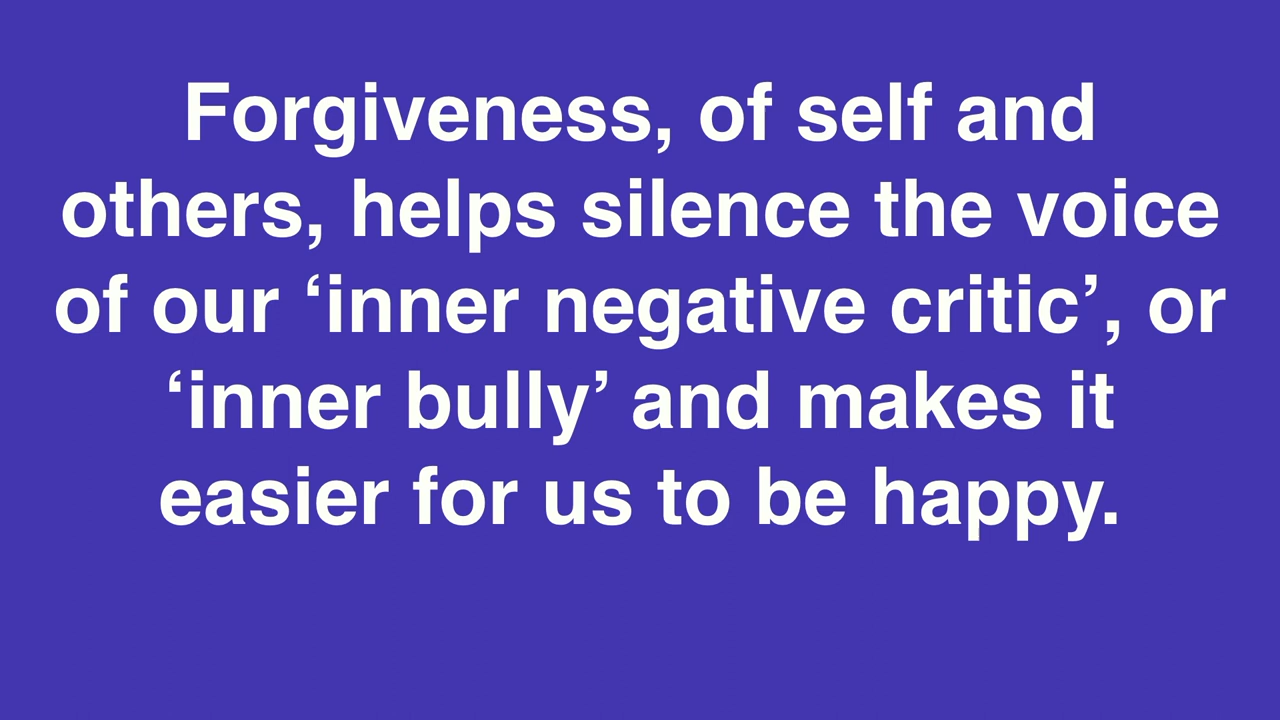 Forgiveness, of self and
others, helps silence the voice
of our ‘inner negative critic’, or
‘inner bully’ and makes it
easier for us to be happy.